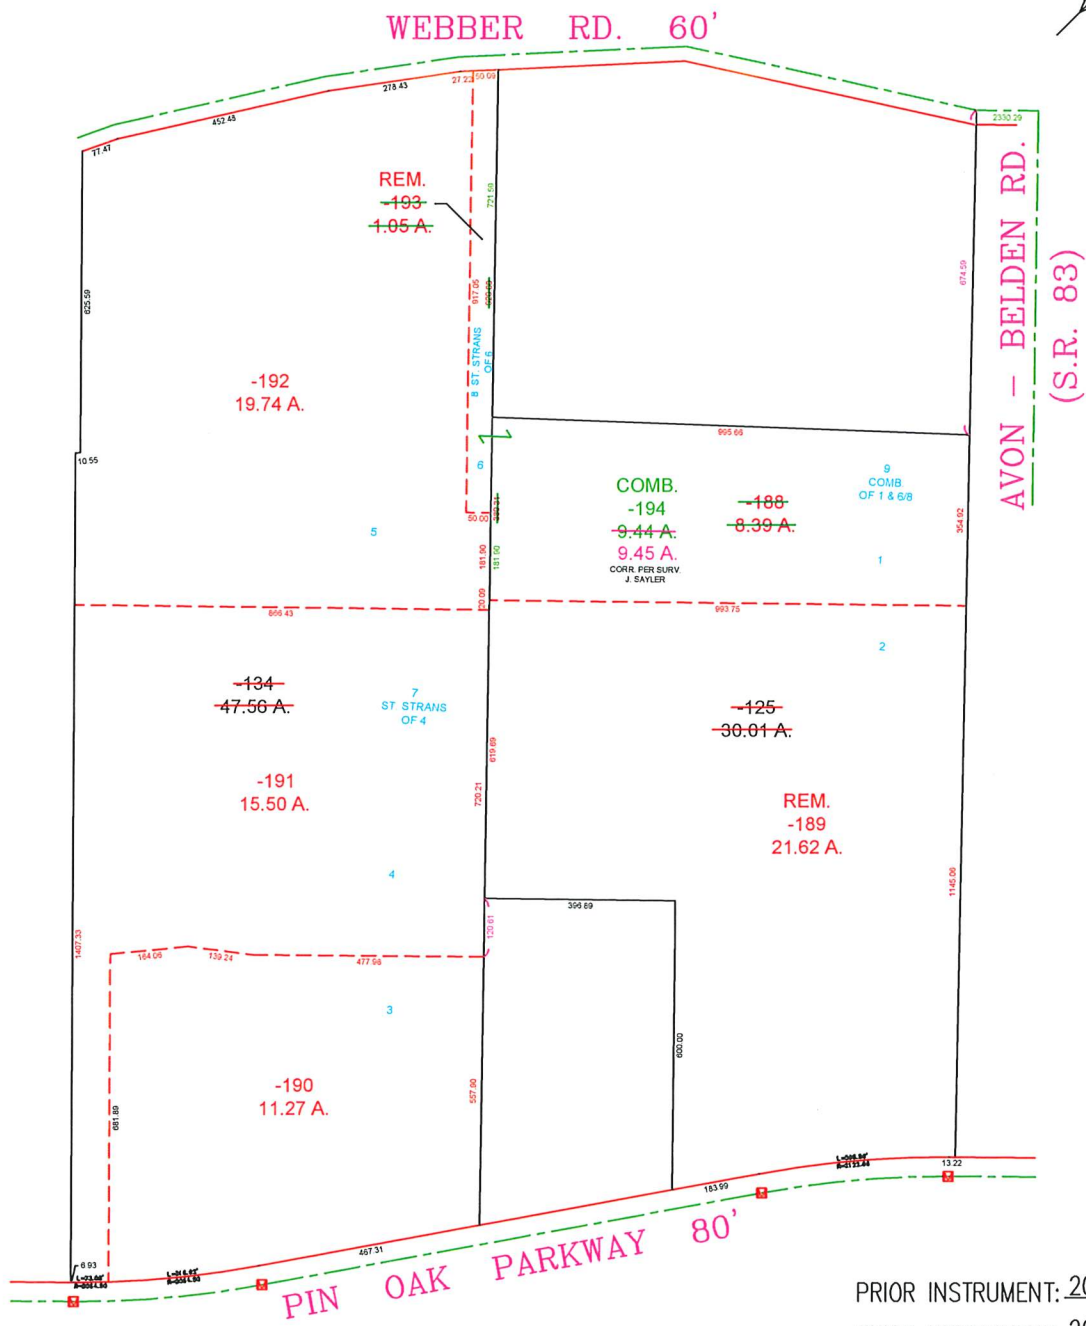 WEBBER RD. 60'
27.22
50.09
278.43
452.48
77.47
2330.29
REM.
-193
1.05 A.
721.59
AVON - BELDEN RD.
(S.R. 83)
674.59
917.05
625.59
8 ST. STRANS
OF 6
-192
19.74 A.
995.66
10.55
6
9
COMB
OF 1 & 6/8
COMB.
-194
9.44 A.
9.45 A.
CORR. PER SURV.
J. SAYLER
-188
8.39 A.
50.00
354.92
5
181.90
181.90
1
20.09
866.43
993.75
2
-134
47.56 A.
7
ST STRANS
OF 4
-125
30.01 A.
619.69
720.21
-191
15.50 A.
REM.
-189
21.62 A.
4
1145.06
396.89
120.61
1407.33
164.06
139.24
477.96
3
600.00
-190
11.27 A.
557.90
681.89
13.22
183.99
6.93
467.31
PIN OAK PARKWAY 80'
PRIOR INSTRUMENT: